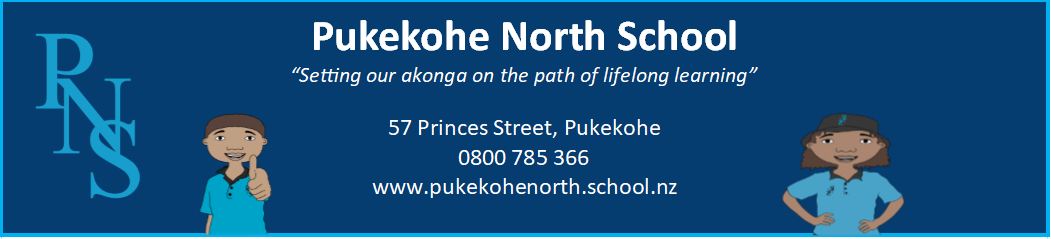 PNS
Pukekohe North School
“Setting our akonga on the path of lifelong learning”
57 Princes Street, Pukekohe
0800 785 366
www.pukekohenorth.school.nz